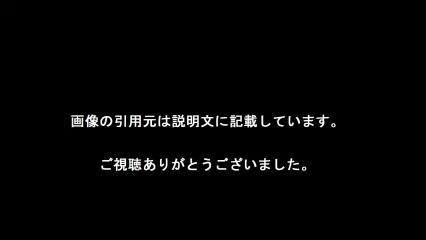 画像の引用元は説明文に記載しています。
ご視聴ありがとうございました。